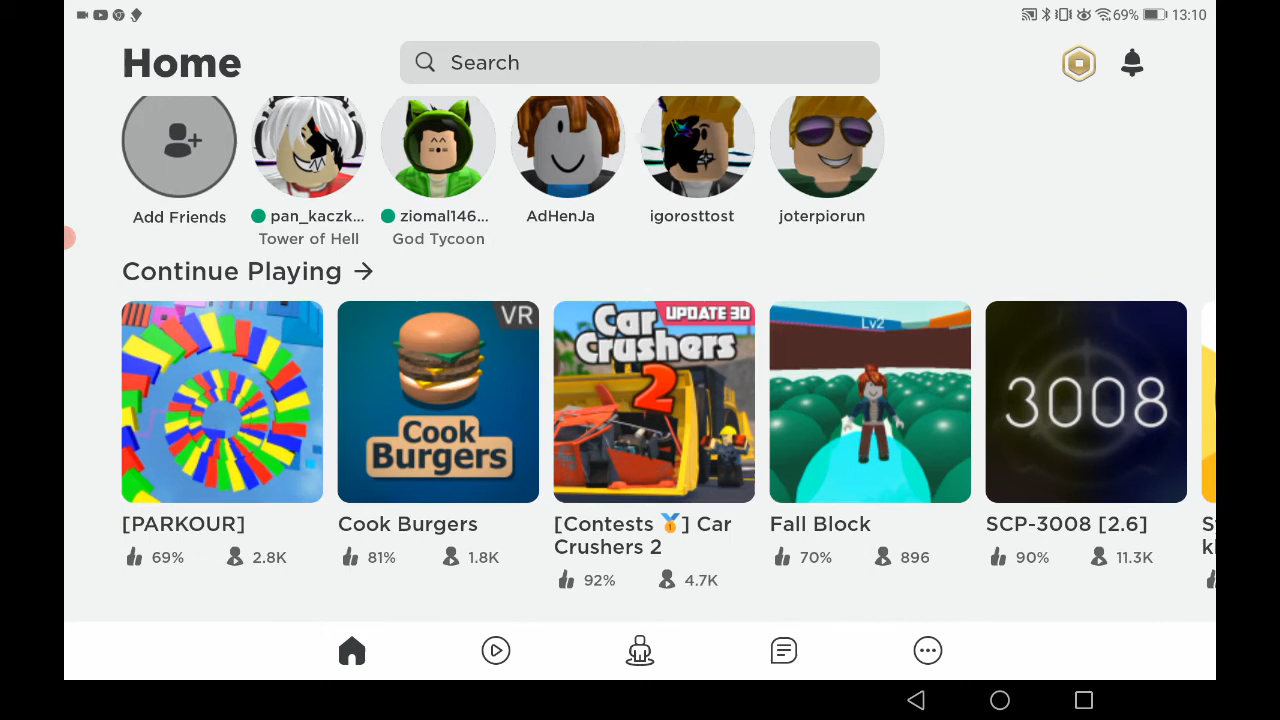 69% 13:10
Home
Search
Add Friends
pan_kaczk...
Tower of Hell
ziomal146...
God Tycoon
AdHenJa
igorosttost
joterpiorun
Continue Playing →
VR
Cook
Burgers
UPDATE 30
Car
Crushers
2
Lv2
3008
[PARKOUR]
69% 2.8K
Cook Burgers
81% 1.8K
[Contests 🥇] Car
Crushers 2
92% 4.7K
Fall Block
70% 896
SCP-3008 [2.6]
90% 11.3K